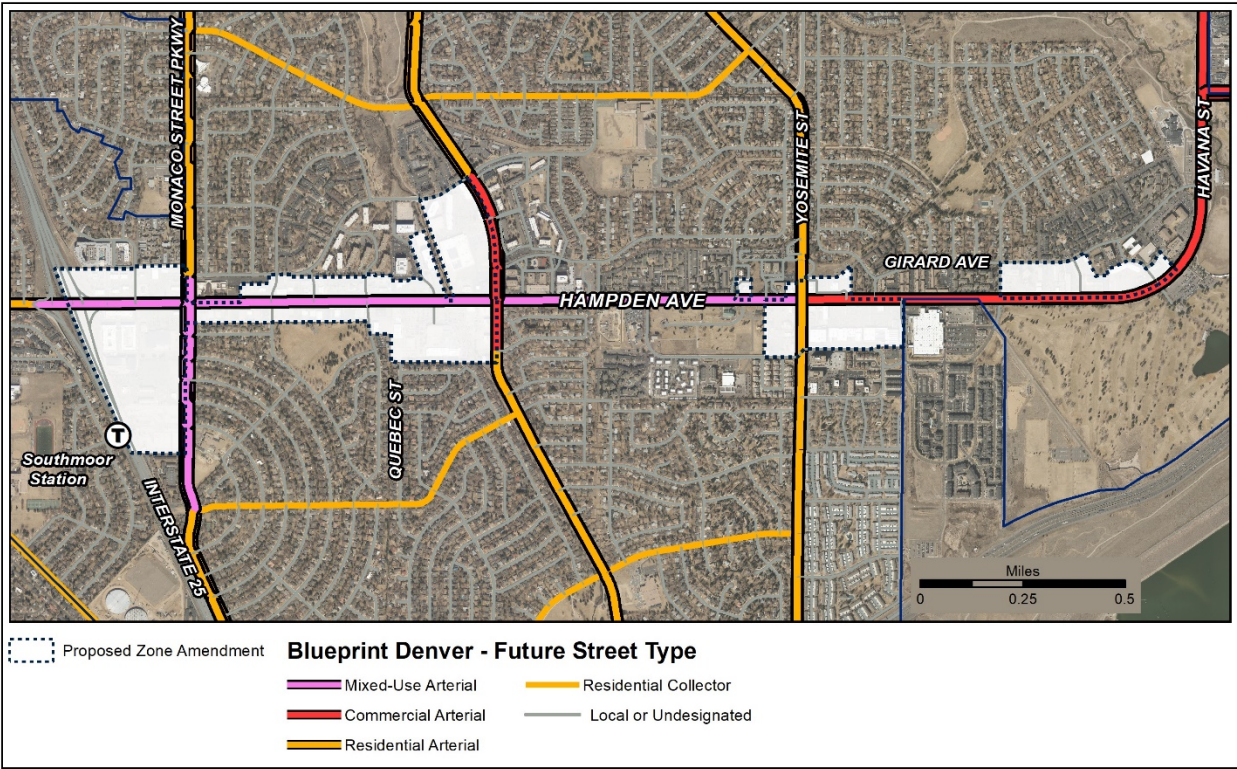 MONACO STREET PKWY
YOSEMITE ST
HAVANA ST
GIRARD AVE
HAMPDEN AVE
QUEBEC ST
T
Southmoor
Station
INTERSTATE 25
Miles
0 0.25 0.5
Proposed Zone Amendment
Blueprint Denver - Future Street Type
Mixed-Use Arterial
Residential Collector
Commercial Arterial
Local or Undesignated
Residential Arterial